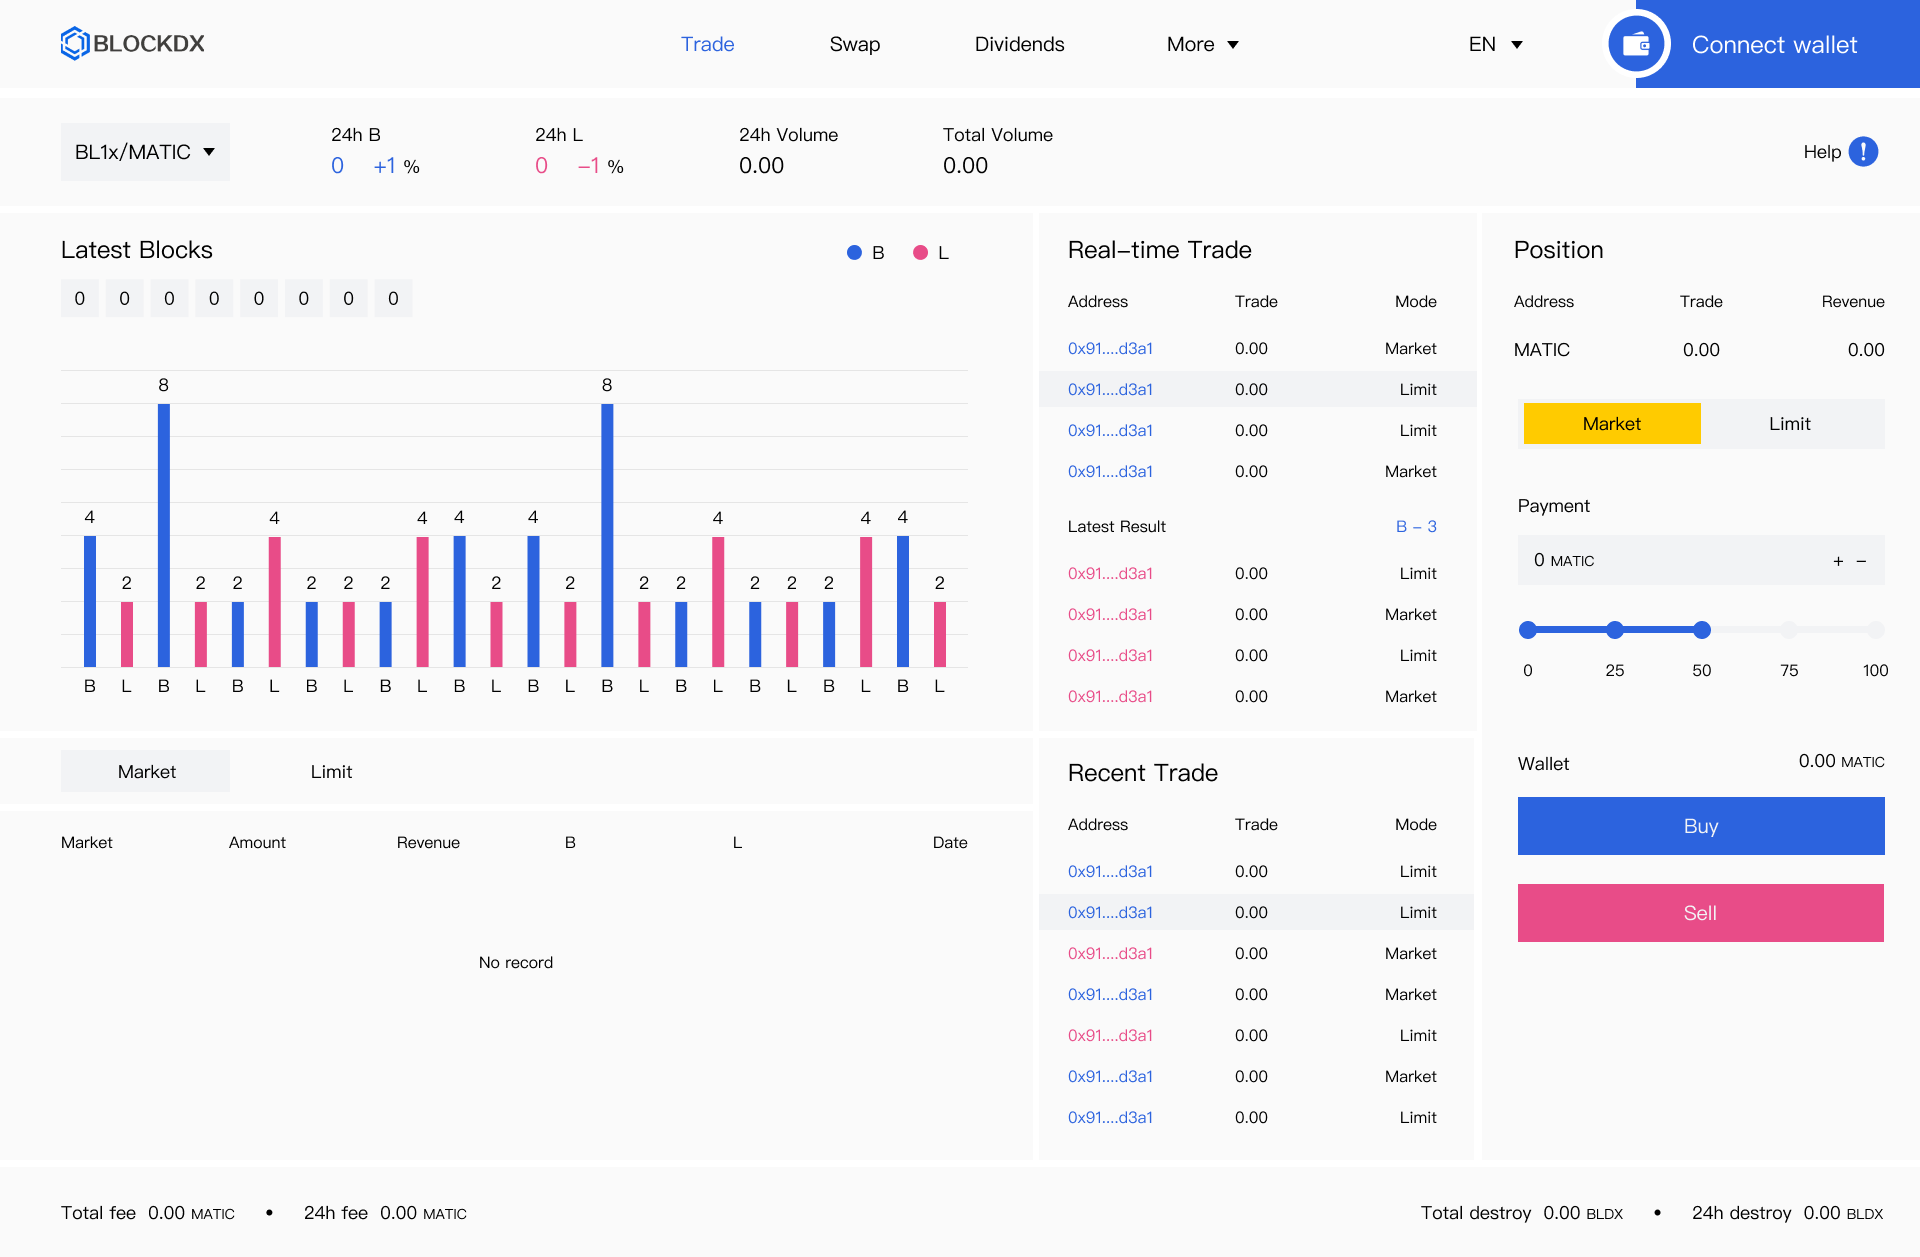 BLOCKDX
Trade Swap Dividends More EN Connect wallet
BL1x/MATIC
24h B
0 +1 %
24h L
0 –1 %
24h Volume
0.00
Total Volume
0.00
Help !
Latest Blocks
B L
0 0 0 0 0 0 0 0
8 8
4 4 4 4 4 4 4 4
2 2 2 2 2 2 2 2 2 2 2 2 2 2
B L B L B L B L B L B L B L B L B L B L B L B L
Market Limit
Market Amount Revenue B L Date
No record
Real–time Trade
Address Trade Mode
0x91....d3a1 0.00 Market
0x91....d3a1 0.00 Limit
0x91....d3a1 0.00 Limit
0x91....d3a1 0.00 Market
Latest Result B – 3
0x91....d3a1 0.00 Limit
0x91....d3a1 0.00 Market
0x91....d3a1 0.00 Limit
0x91....d3a1 0.00 Market
Recent Trade
Address Trade Mode
0x91....d3a1 0.00 Limit
0x91....d3a1 0.00 Limit
0x91....d3a1 0.00 Market
0x91....d3a1 0.00 Market
0x91....d3a1 0.00 Limit
0x91....d3a1 0.00 Market
0x91....d3a1 0.00 Limit
Position
Address Trade Revenue
MATIC 0.00 0.00
Market Limit
Payment
0 MATIC + –
0 25 50 75 100
Wallet 0.00 MATIC
Buy
Sell
Total fee 0.00 MATIC • 24h fee 0.00 MATIC
Total destroy 0.00 BLDX • 24h destroy 0.00 BLDX